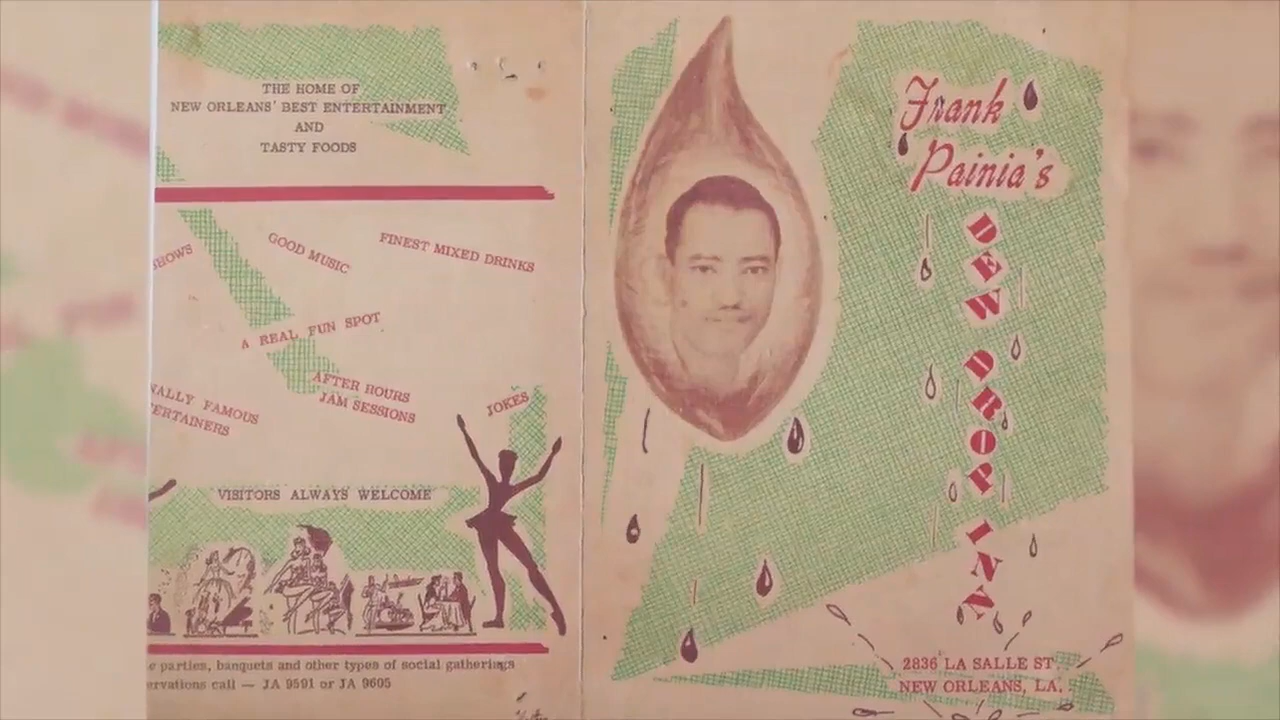 THE HOME OF
NEW ORLEANS' BEST ENTERTAINMENT
AND
TASTY FOODS
SHOWS
GOOD MUSIC
FINEST MIXED DRINKS
A REAL FUN SPOT
AFTER HOURS
JAM SESSIONS
NALLY FAMOUS
ERTAINERS
JOKES
VISITORS ALWAYS WELCOME
e parties, banquets and other types of social gatherings
ervations call — JA 9591 or JA 9605
Frank
Painia's
DEW DROP INN
2836 LA SALLE ST.
NEW ORLEANS, LA.